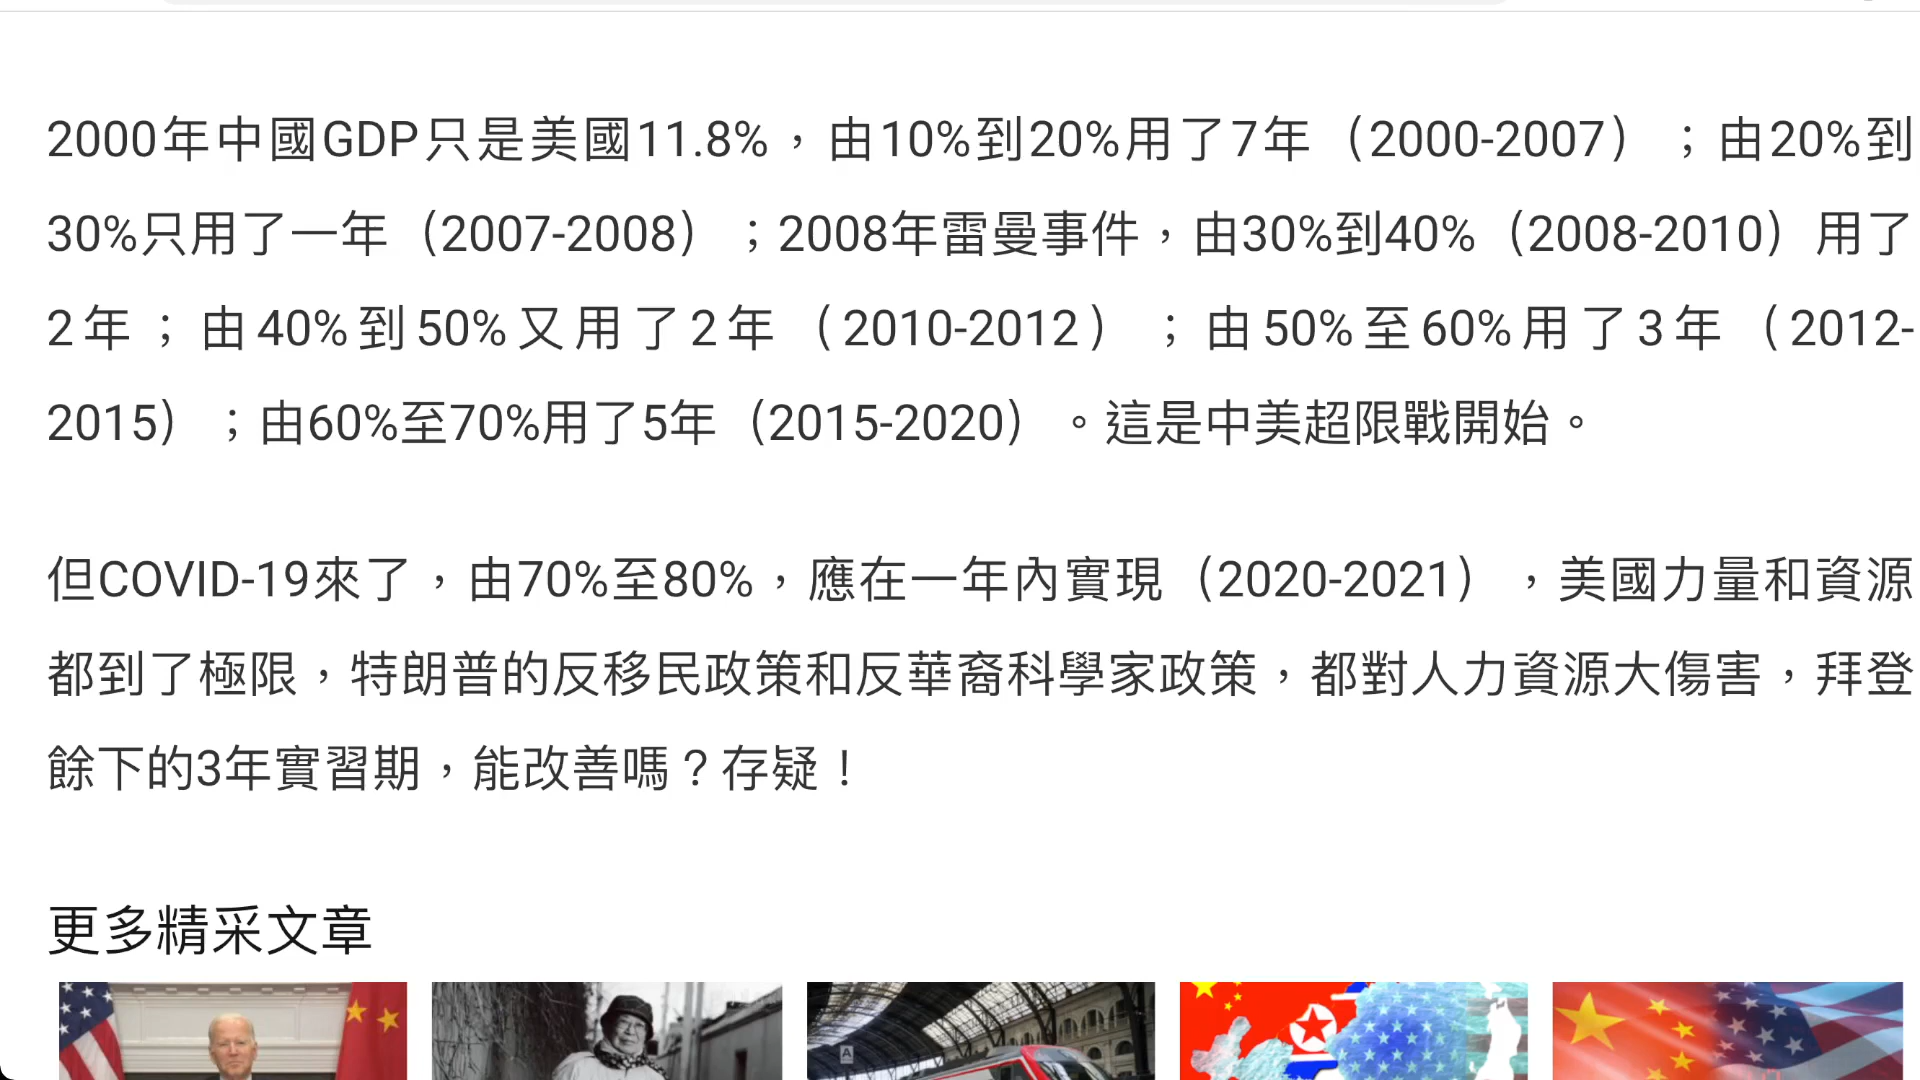 2000年中國GDP只是美國11.8%，由10%到20%用了7年（2000-2007）；由20%到
30%只用了一年（2007-2008）；2008年雷曼事件，由30%到40%（2008-2010）用了
2年；由40%到50%又用了2年（2010-2012）；由50%至60%用了3年（2012-
2015）；由60%至70%用了5年（2015-2020）。這是中美超限戰開始。
但COVID-19來了，由70%至80%，應在一年內實現（2020-2021），美國力量和資源
都到了極限，特朗普的反移民政策和反華裔科學家政策，都對人力資源大傷害，拜登
餘下的3年實習期，能改善嗎？存疑！
更多精采文章
A